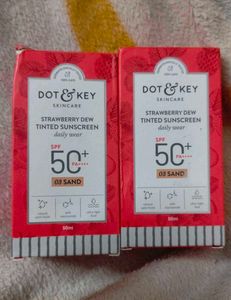 DOT & KEY
SKINCARE
STRAWBERRY DEW
TINTED SUNSCREEN
daily wear
SPF
50+
PA++++
03 SAND
50ml
DOT & KEY
SKINCARE
STRAWBERRY DEW
TINTED SUNSCREEN
daily wear
SPF
50+
PA++++
03 SAND
50ml